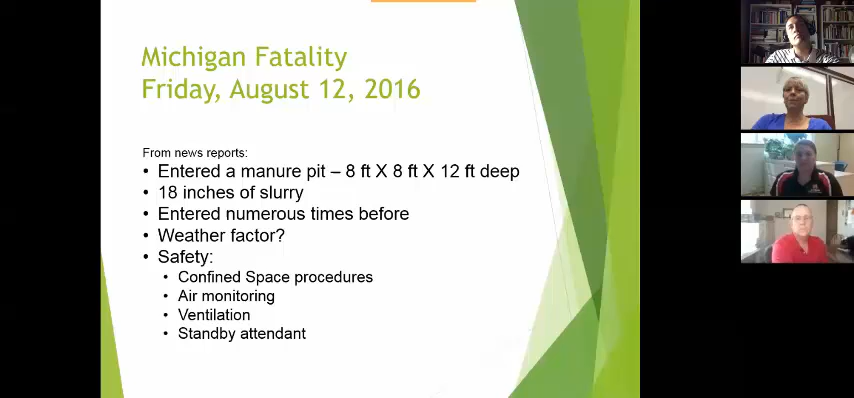 Michigan Fatality
Friday, August 12, 2016
From news reports:
• Entered a manure pit – 8 ft X 8 ft X 12 ft deep
• 18 inches of slurry
• Entered numerous times before
• Weather factor?
• Safety:
• Confined Space procedures
• Air monitoring
• Ventilation
• Standby attendant